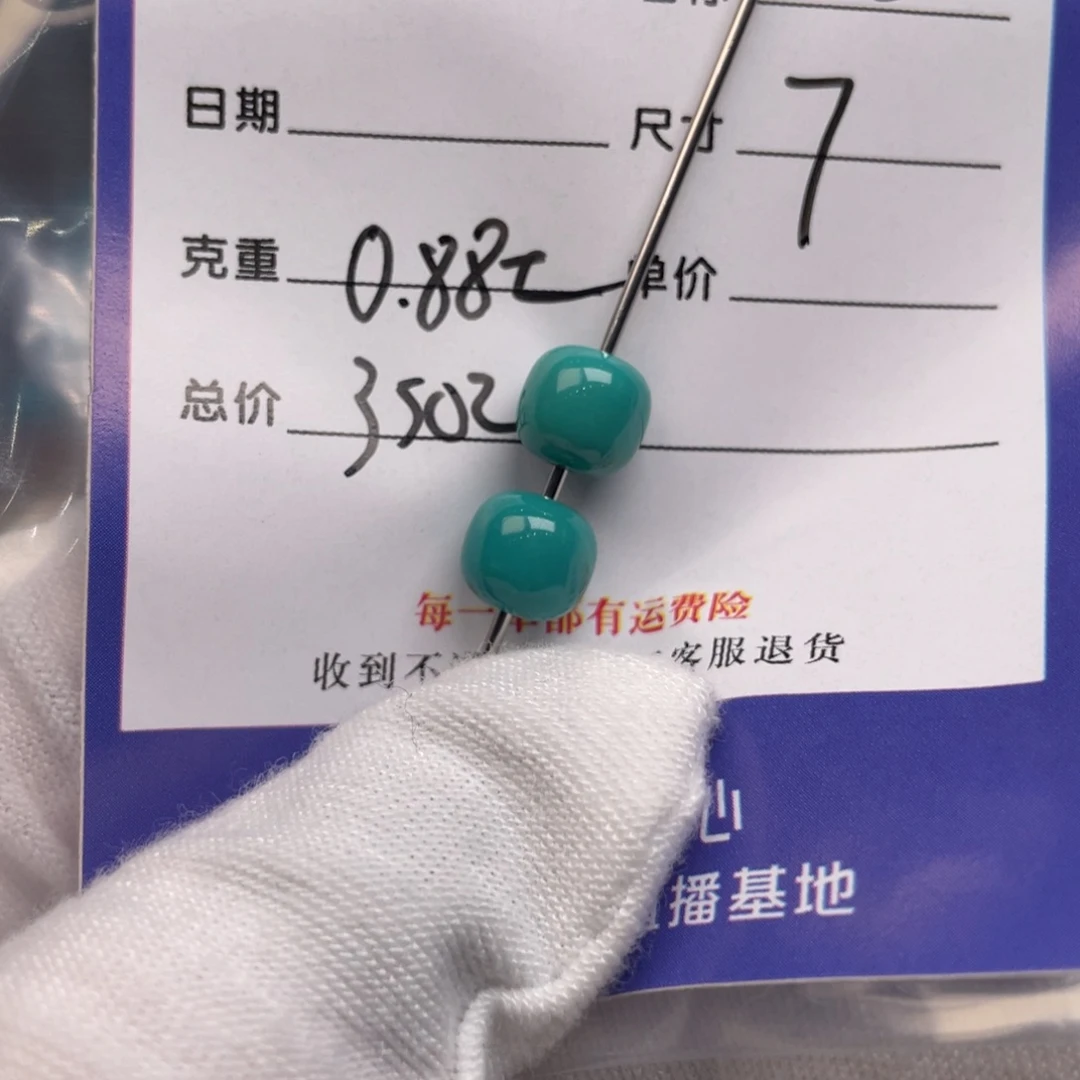 日期 尺寸 7
克重 0.88 单价
总价 350
每一单都有运费险
收到不 客服退货
心
播基地